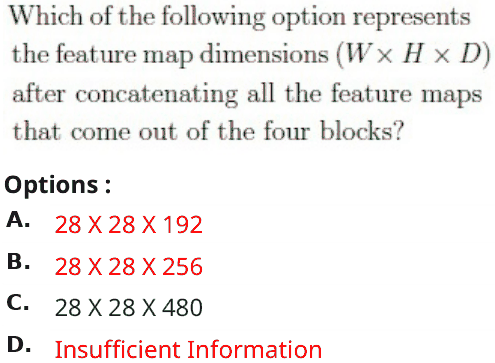 Which of the following option represents
the feature map dimensions (W × H × D)
after concatenating all the feature maps
that come out of the four blocks?
Options :
A. 28 X 28 X 192
B. 28 X 28 X 256
C. 28 X 28 X 480
D. Insufficient Information